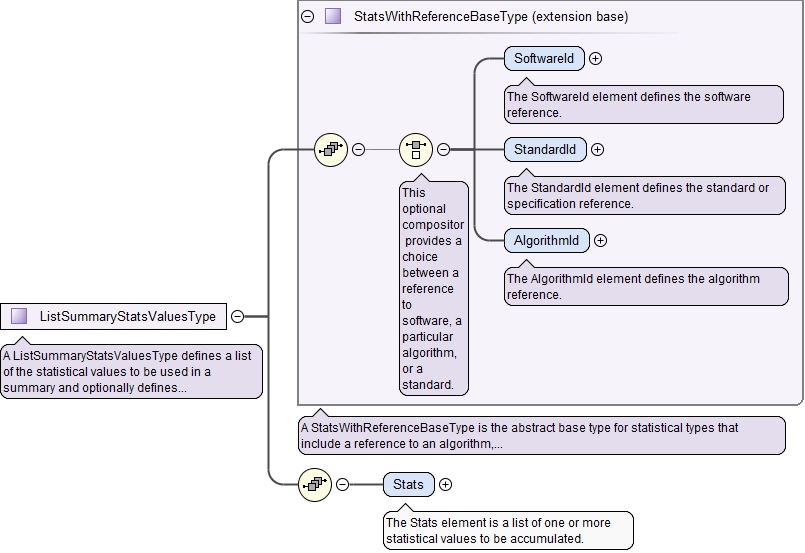 StatsWithReferenceBaseType (extension base)
SoftwareId
The SoftwareId element defines the software
reference.
StandardId
The StandardId element defines the standard or
specification reference.
AlgorithmId
The AlgorithmId element defines the algorithm
reference.
This
optional
compositor
provides a
choice
between a
reference
to
software, a
particular
algorithm,
or a
standard.
ListSummaryStatsValuesType
A ListSummaryStatsValuesType defines a list
of the statistical values to be used in a
summary and optionally defines...
A StatsWithReferenceBaseType is the abstract base type for statistical types that
include a reference to an algorithm,...
Stats
The Stats element is a list of one or more
statistical values to be accumulated.